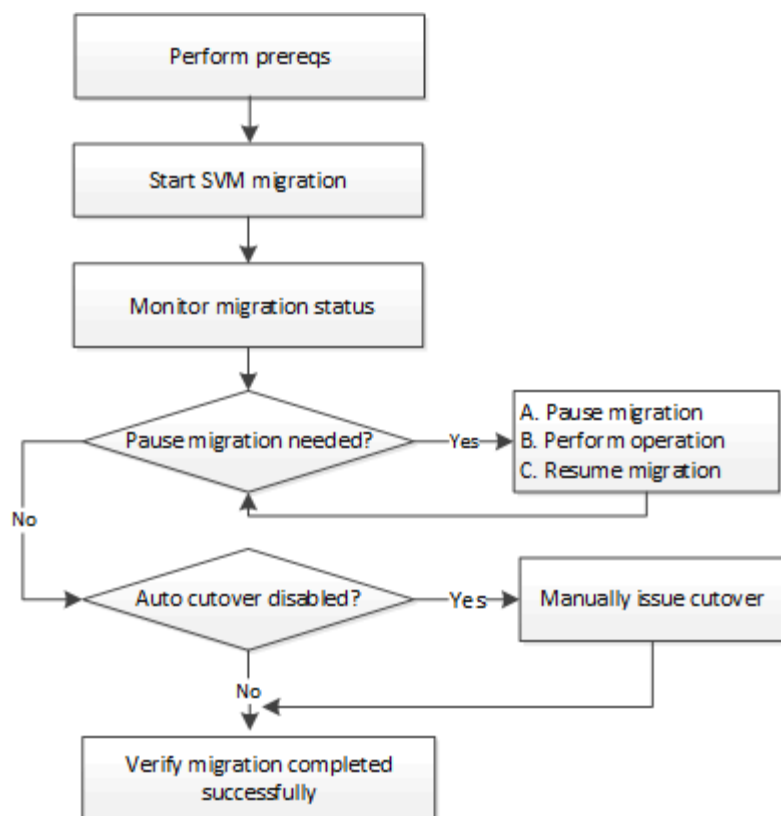 Perform prereqs
Start SVM migration
Monitor migration status
Pause migration needed?
Yes
A. Pause migration
B. Perform operation
C. Resume migration
No
Auto cutover disabled?
Yes
Manually issue cutover
No
Verify migration completed
successfully